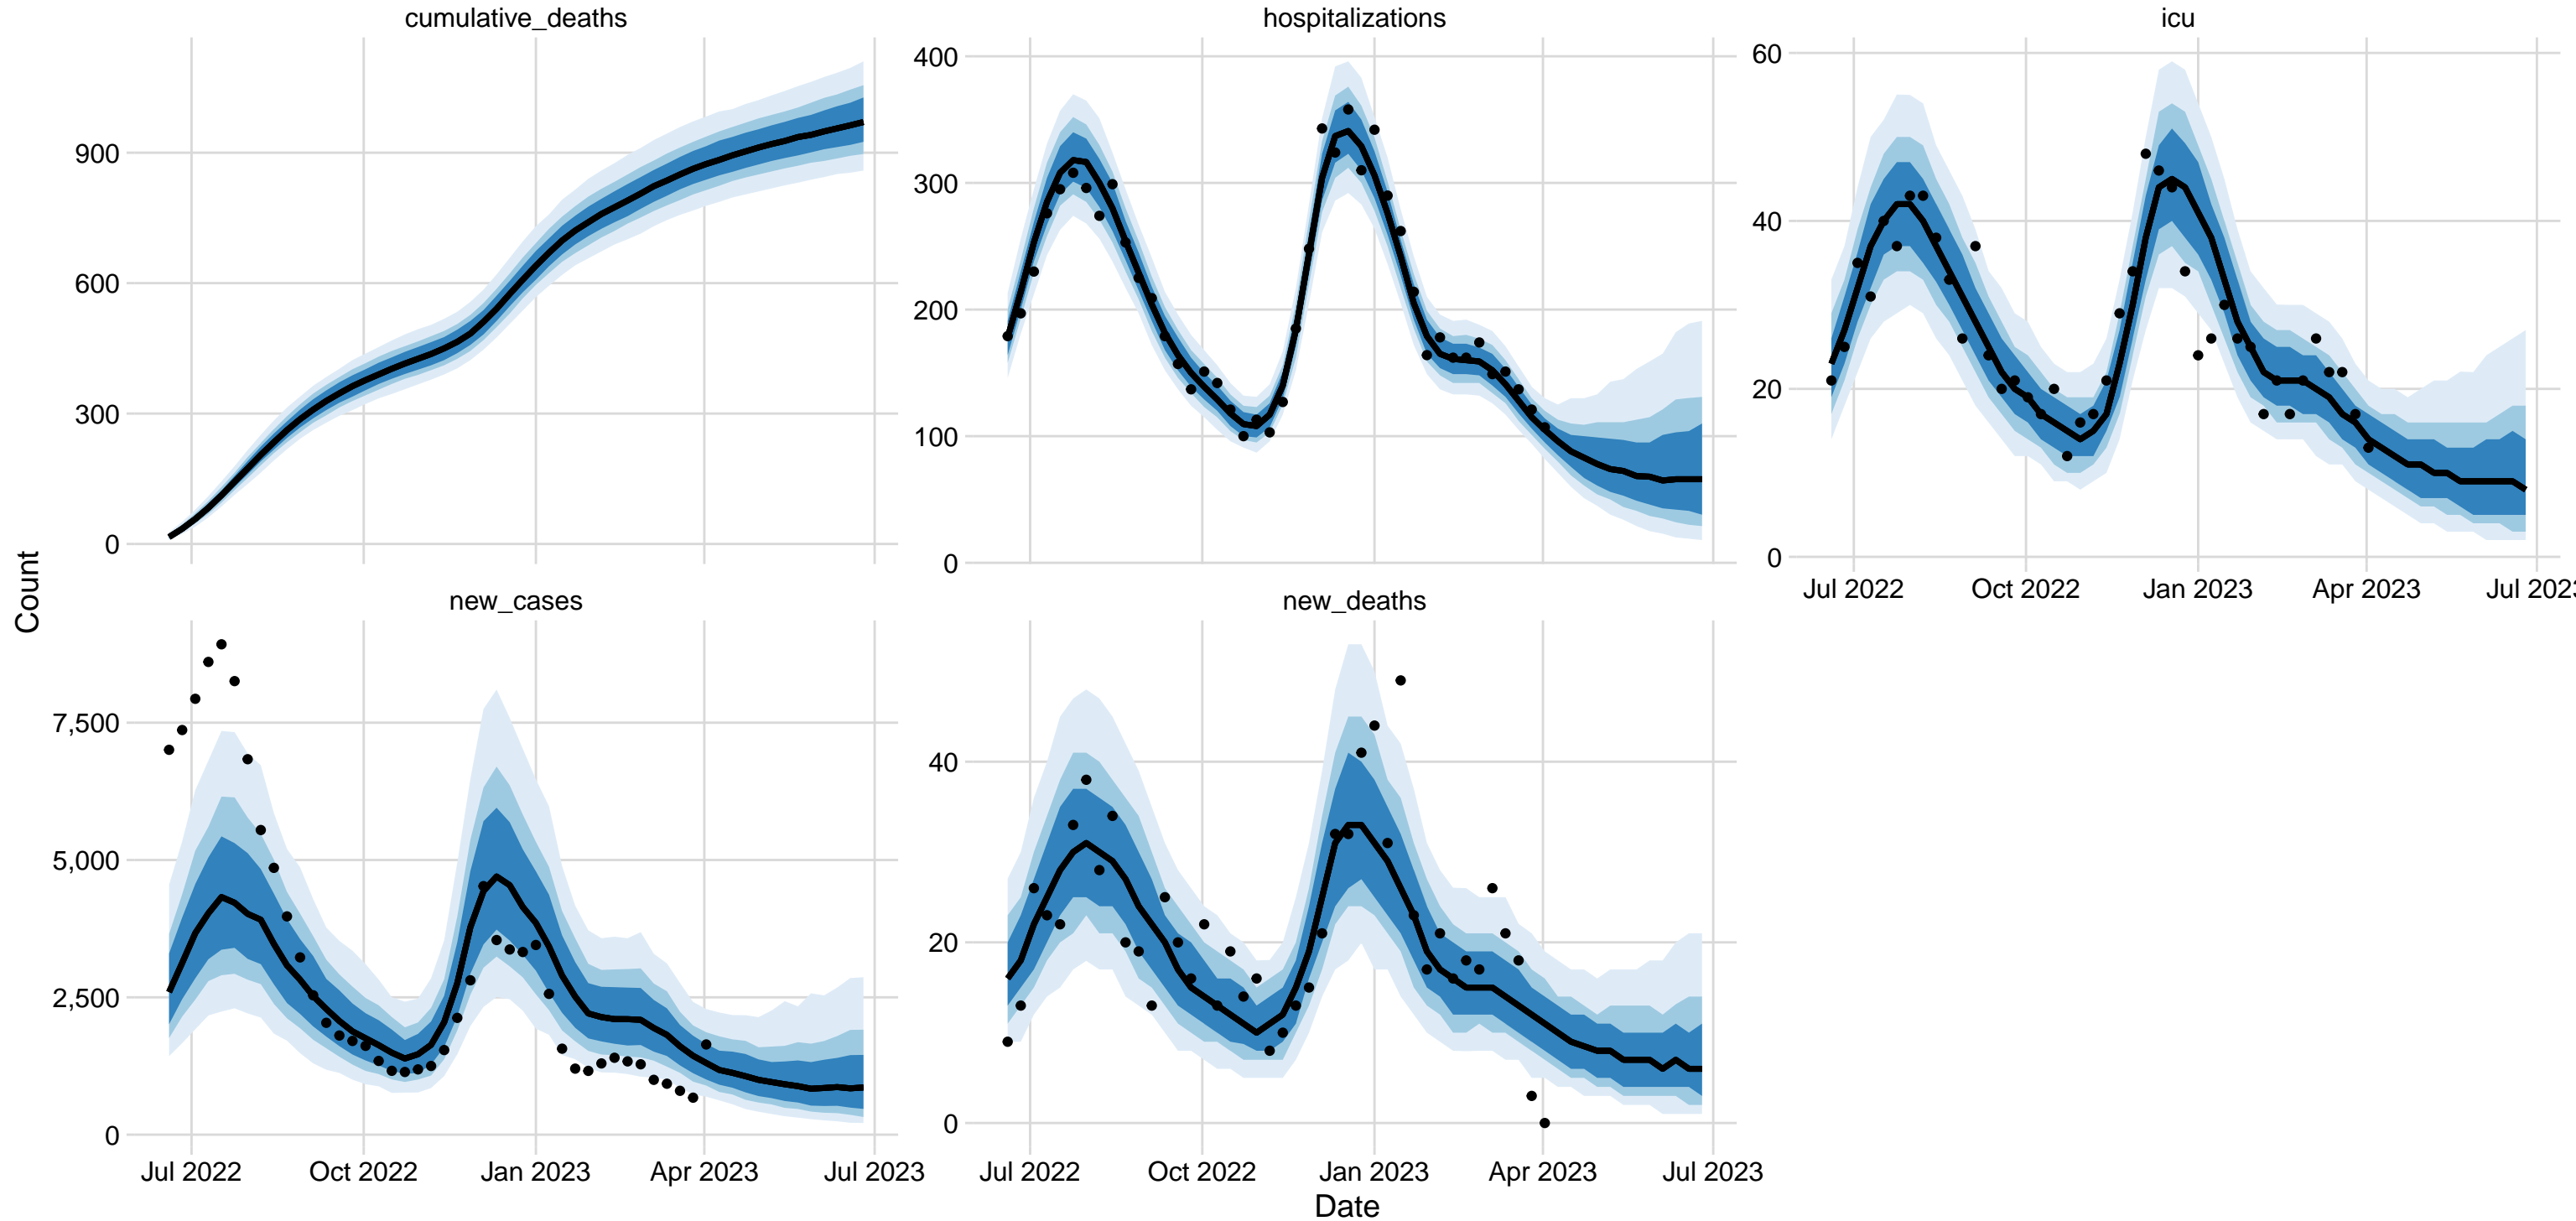 cumulative_deaths
hospitalizations
icu
900
600
300
0
400
300
200
100
0
60
40
20
0
Jul 2022 Oct 2022 Jan 2023 Apr 2023 Jul 202
Count
new_cases
new_deaths
7,500
5,000
2,500
0
40
20
0
Jul 2022 Oct 2022 Jan 2023 Apr 2023 Jul 2023
Jul 2022 Oct 2022 Jan 2023 Apr 2023 Jul 2023
Date